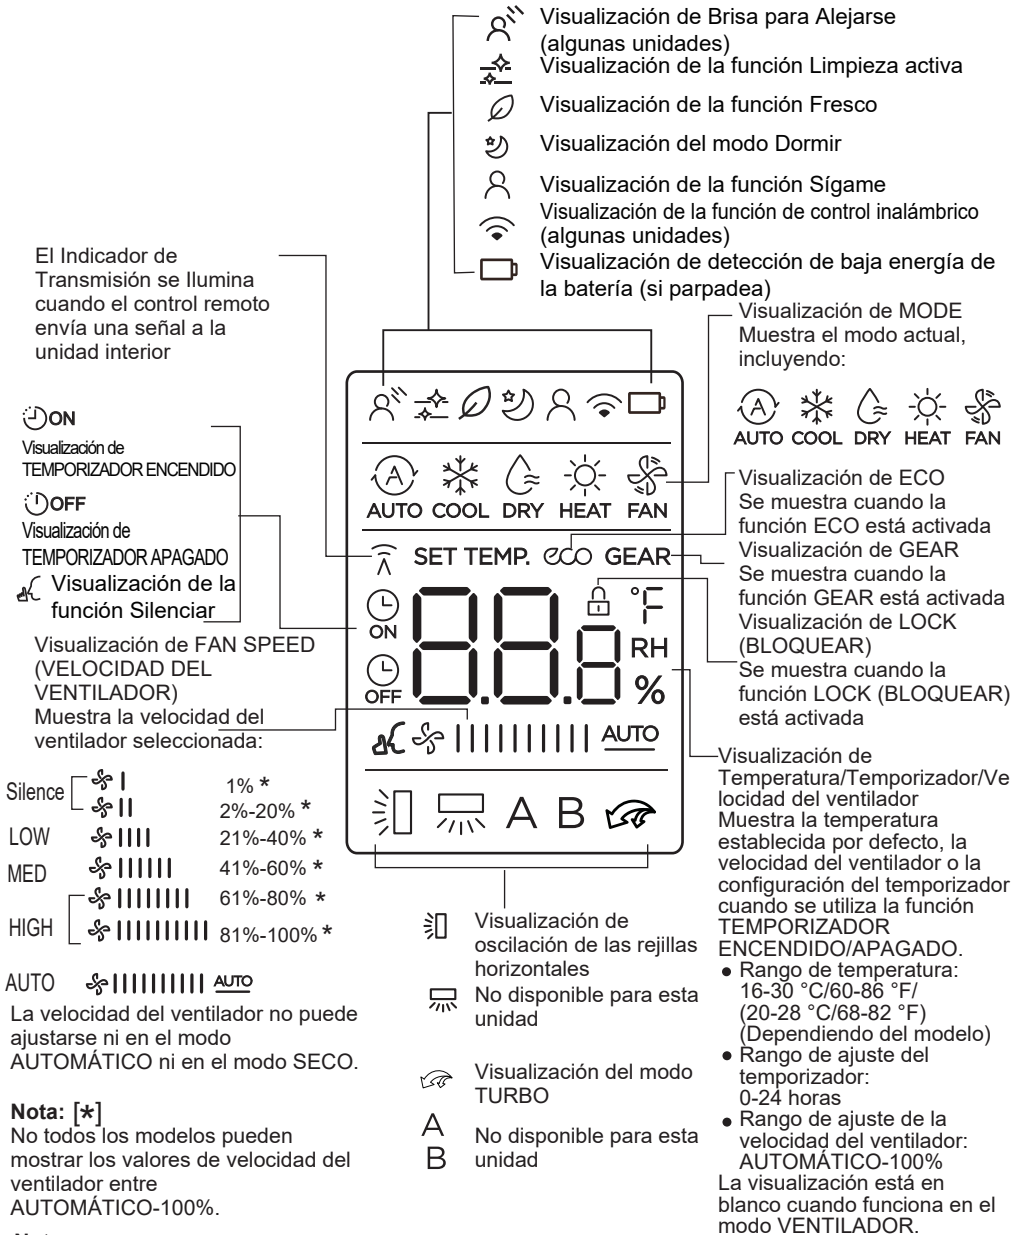 Visualización de Brisa para Alejarse
(algunas unidades)
Visualización de la función Limpieza activa
Visualización de la función Fresco
Visualización del modo Dormir
Visualización de la función Sígame
Visualización de la función de control inalámbrico
(algunas unidades)
Visualización de detección de baja energía de
la batería (si parpadea)
El Indicador de
Transmisión se Ilumina
cuando el control remoto
envía una señal a la
unidad interior
ON
Visualización de
TEMPORIZADOR ENCENDIDO
OFF
Visualización de
TEMPORIZADOR APAGADO
Visualización de la
función Silenciar
Visualización de FAN SPEED
(VELOCIDAD DEL
VENTILADOR)
Muestra la velocidad del
ventilador seleccionada:
Silence
1% *
2%-20% *
LOW 21%-40% *
MED 41%-60% *
HIGH
61%-80% *
81%-100% *
AUTO AUTO
La velocidad del ventilador no puede
ajustarse ni en el modo
AUTOMÁTICO ni en el modo SECO.
Nota: [*]
No todos los modelos pueden
mostrar los valores de velocidad del
ventilador entre
AUTOMÁTICO-100%.
A
AUTO COOL DRY HEAT FAN
SET TEMP. eco GEAR
ON
OFF
88.8
°F
RH
%
AUTO
A B
Visualización de
oscilación de las rejillas
horizontales
No disponible para esta
unidad
Visualización del modo
TURBO
A
B
No disponible para esta
unidad
Visualización de MODE
Muestra el modo actual,
incluyendo:
A
AUTO COOL DRY HEAT FAN
Visualización de ECO
Se muestra cuando la
función ECO está activada
Visualización de GEAR
Se muestra cuando la
función GEAR está activada
Visualización de LOCK
(BLOQUEAR)
Se muestra cuando la
función LOCK (BLOQUEAR)
está activada
Visualización de
Temperatura/Temporizador/Ve
locidad del ventilador
Muestra la temperatura
establecida por defecto, la
velocidad del ventilador o la
configuración del temporizador
cuando se utiliza la función
TEMPORIZADOR
ENCENDIDO/APAGADO.
● Rango de temperatura:
16-30 °C/60-86 °F/
(20-28 °C/68-82 °F)
(Dependiendo del modelo)
● Rango de ajuste del
temporizador:
0-24 horas
● Rango de ajuste de la
velocidad del ventilador:
AUTOMÁTICO-100%
La visualización está en
blanco cuando funciona en el
modo VENTILADOR.